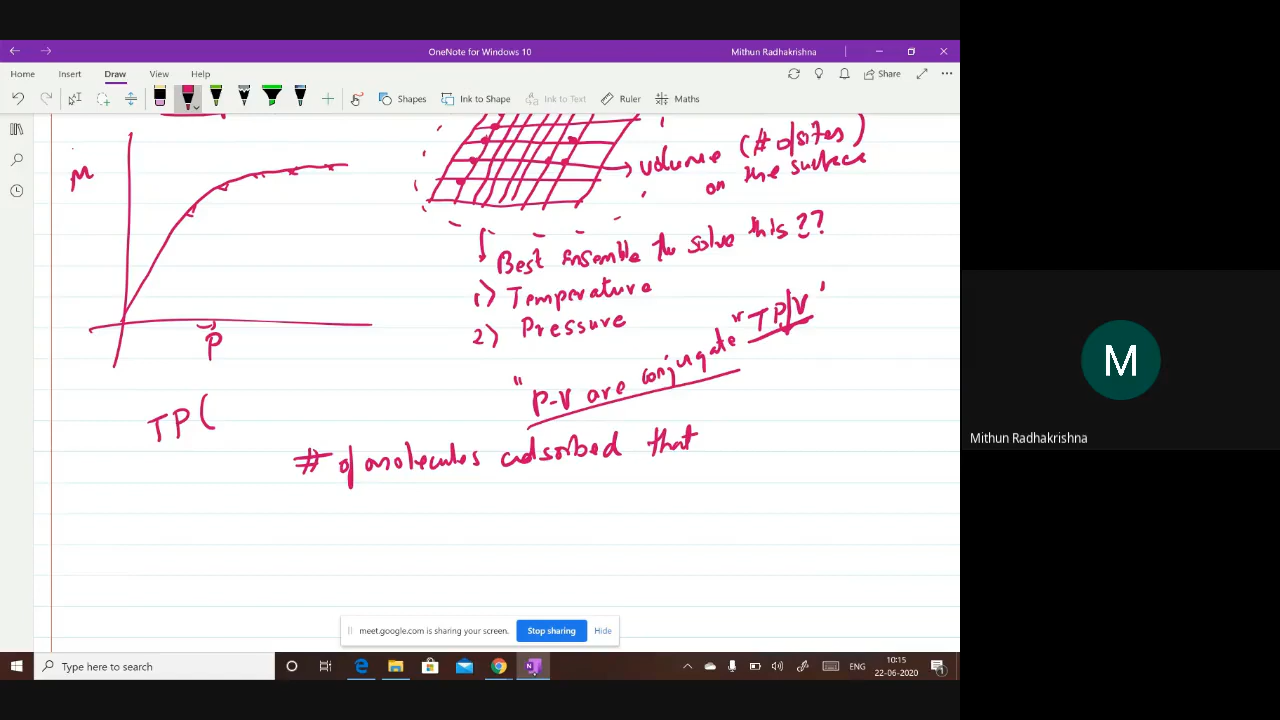 OneNote for Windows 10
Mithun Radhakrishna
Home Insert Draw View Help
Share
Shapes
Ink to Shape
Ink to Text
Ruler
Maths
M
P
volume (# of sites)
on the surface
Best ensemble to solve this ??
1) Temperature
2) Pressure
"TP/V"
"P-V are conjugate
TP(
# of molecules adsorbed that
meet.google.com is sharing your screen.
Stop sharing
Hide
Type here to search
ENG
10:15
22-06-2020
M
Mithun Radhakrishna